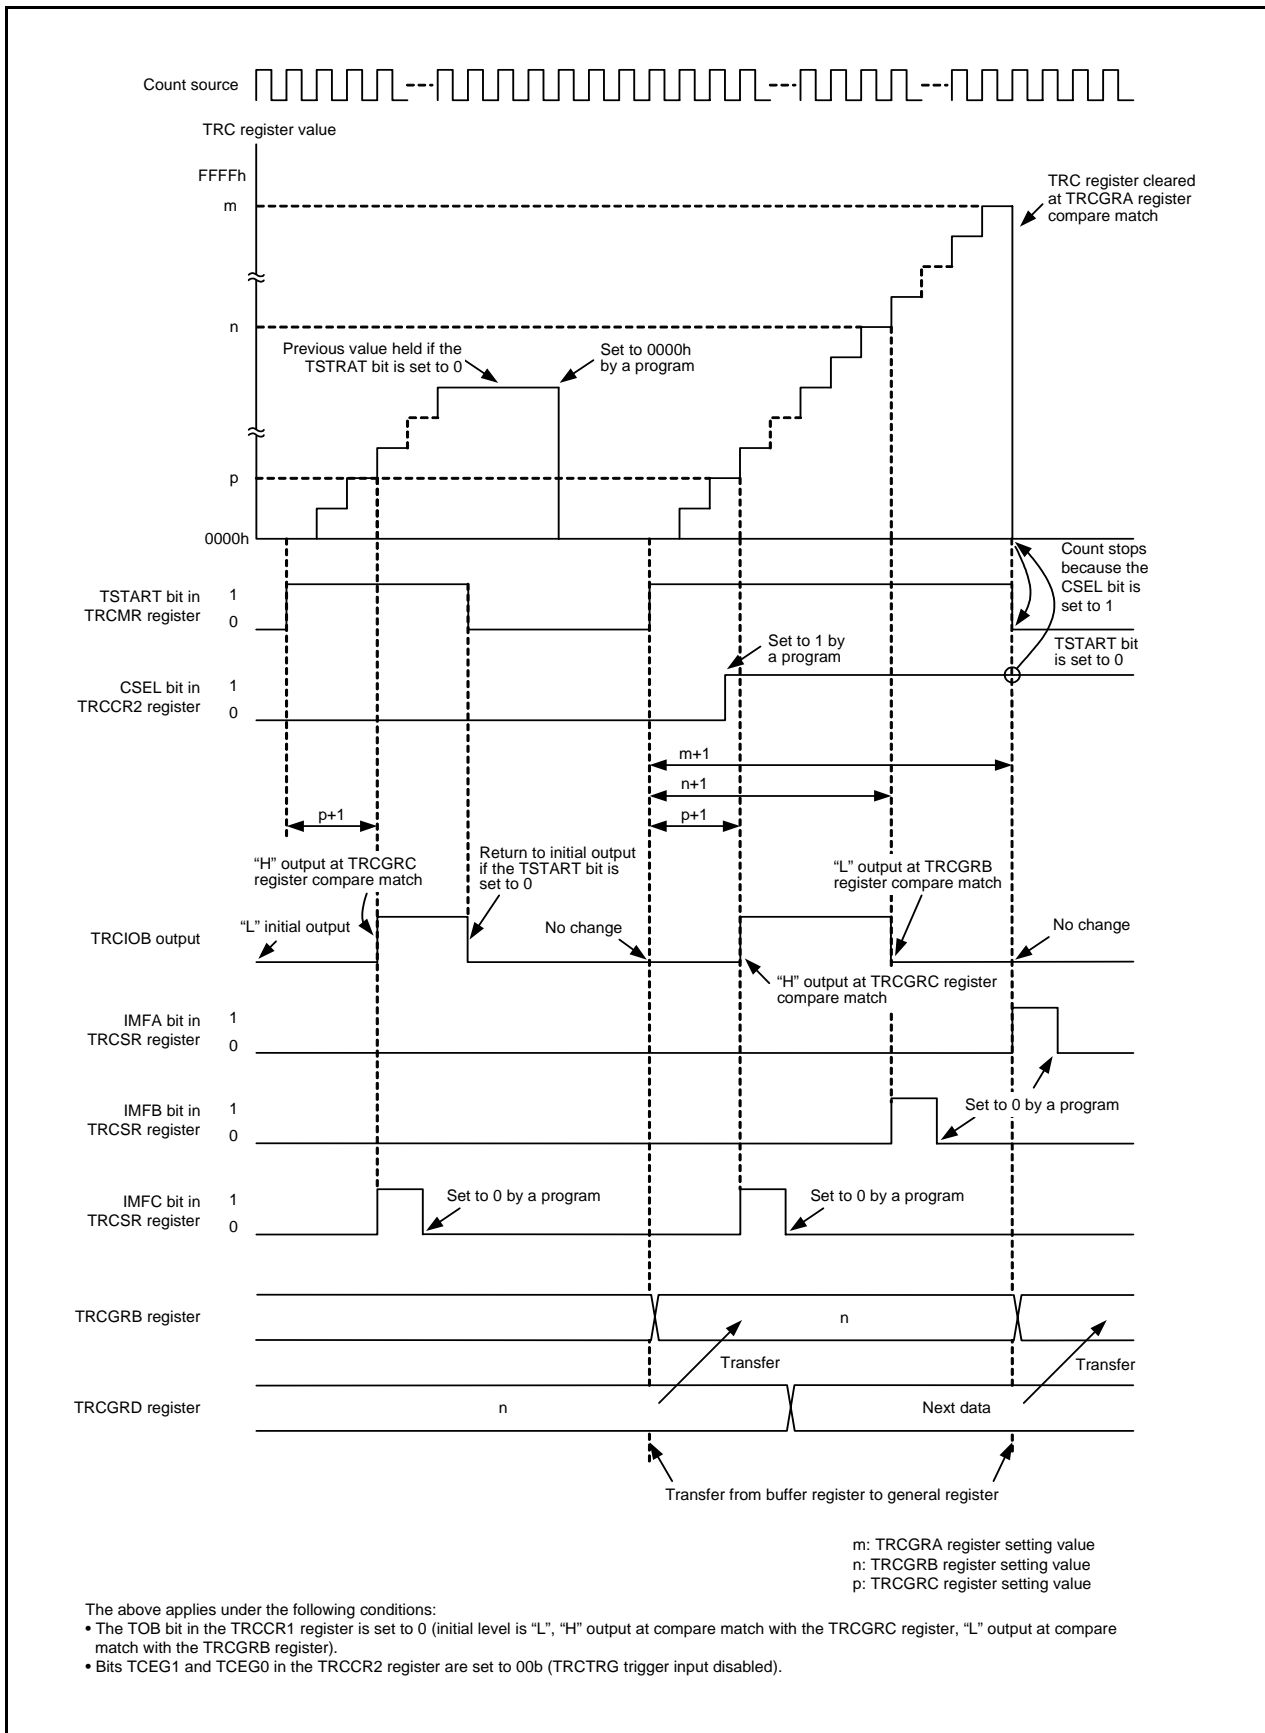 Count source
TRC register value
FFFFh
m
TRC register cleared
at TRCGRA register
compare match
n
Previous value held if the
TSTRAT bit is set to 0
Set to 0000h
by a program
p
0000h
Count stops
because the
CSEL bit is
set to 1
TSTART bit in
TRCMR register
1
0
TSTART bit
is set to 0
Set to 1 by
a program
CSEL bit in
TRCCR2 register
1
0
m+1
n+1
p+1
p+1
“H” output at TRCGRC
register compare match
Return to initial output
if the TSTART bit is
set to 0
“L” output at TRCGRB
register compare match
“L” initial output
No change
No change
TRCIOB output
“H” output at TRCGRC register
compare match
IMFA bit in
TRCSR register
1
0
Set to 0 by a program
IMFB bit in
TRCSR register
1
0
IMFC bit in
TRCSR register
1
0
Set to 0 by a program
Set to 0 by a program
TRCGRB register
n
Transfer
Transfer
TRCGRD register
n
Next data
Transfer from buffer register to general register
m: TRCGRA register setting value
n: TRCGRB register setting value
p: TRCGRC register setting value
The above applies under the following conditions:
• The TOB bit in the TRCCR1 register is set to 0 (initial level is “L”, “H” output at compare match with the TRCGRC register, “L” output at compare
match with the TRCGRB register).
• Bits TCEG1 and TCEG0 in the TRCCR2 register are set to 00b (TRCTRG trigger input disabled).